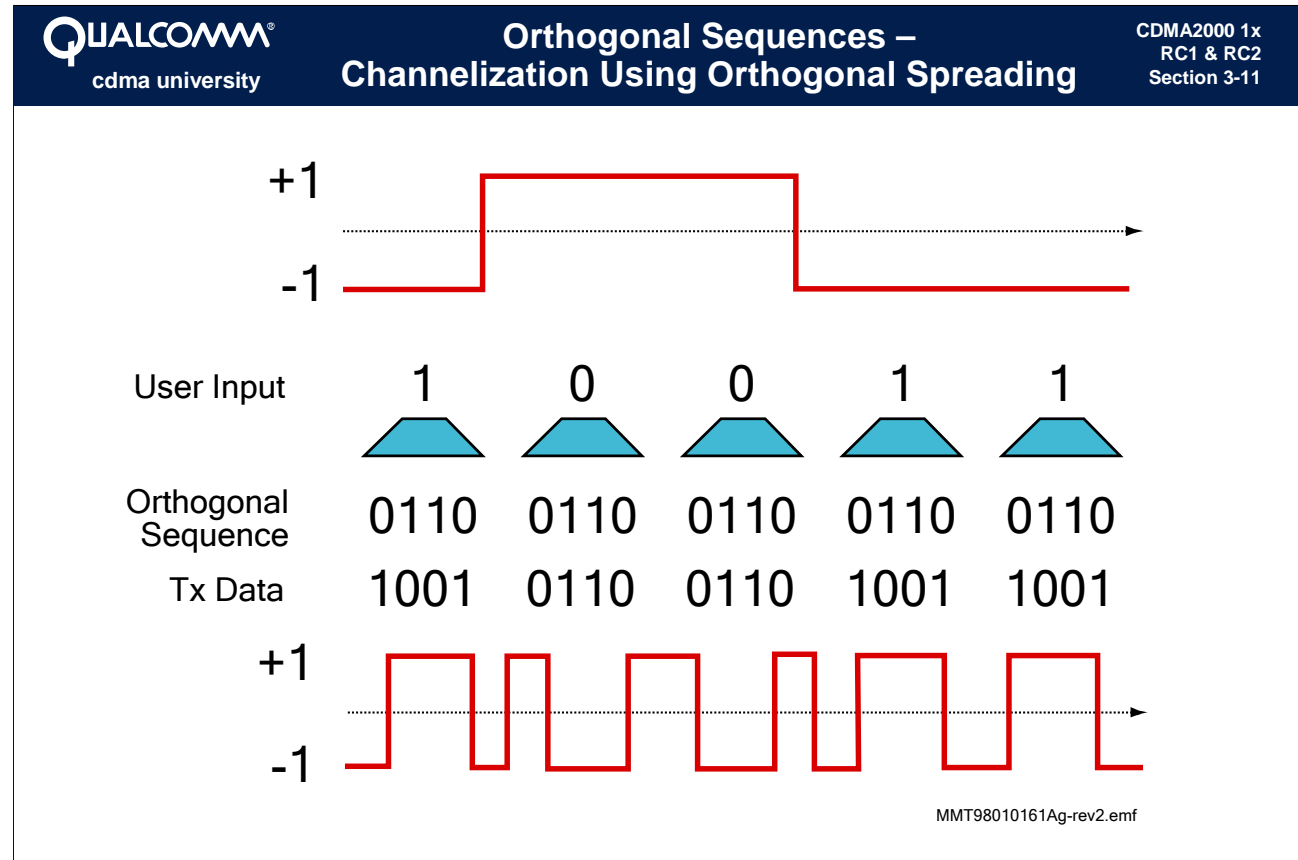 QUALCOMM®
cdma university
Orthogonal Sequences –
Channelization Using Orthogonal Spreading
CDMA2000 1x
RC1 & RC2
Section 3-11
+1
-1
User Input 1 0 0 1 1
Orthogonal
Sequence 0110 0110 0110 0110 0110
Tx Data 1001 0110 0110 1001 1001
+1
-1
MMT98010161Ag-rev2.emf